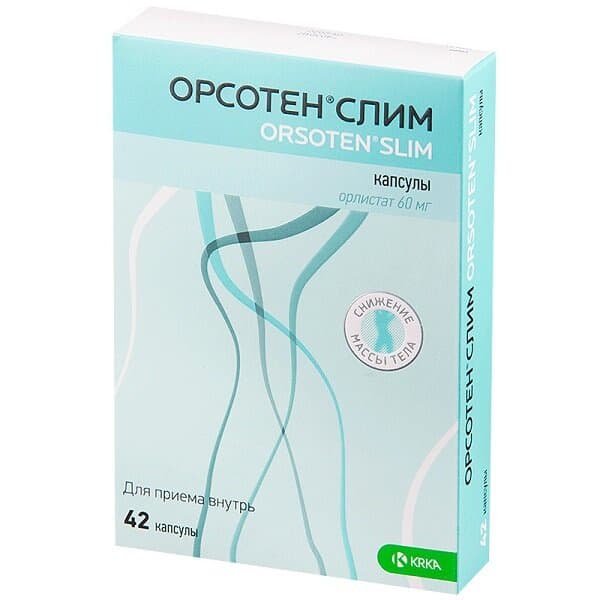 ОРСОТЕН® СЛИМ
ORSOTEN® SLIM
капсулы
орлистат 60 мг
СНИЖЕНИЕ
МАССЫ ТЕЛА
Для приема внутрь
42 капсулы
KRKA
ОРСОТЕН® СЛИМ ORSOTEN® SLIM
капсулы
42 капсулы